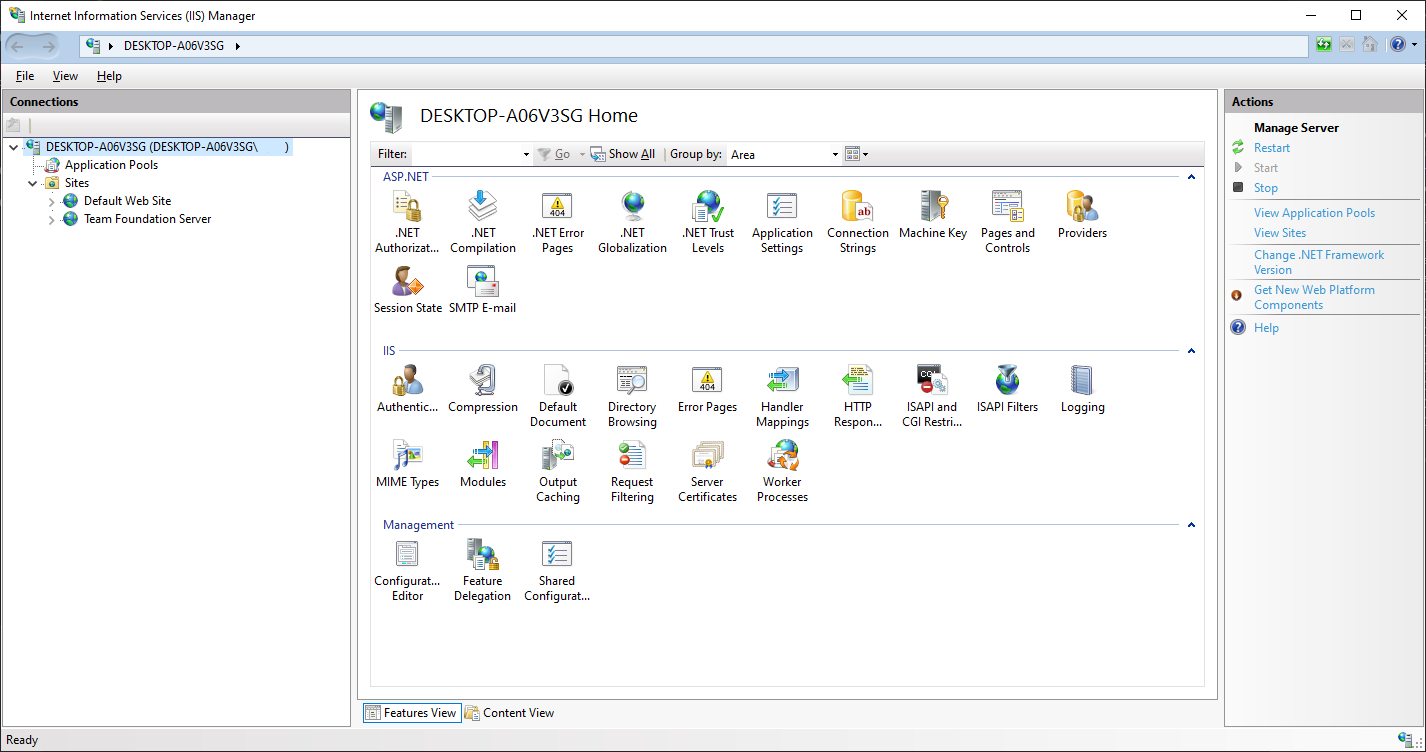 Internet Information Services (IIS) Manager
DESKTOP-A06V3SG
File View Help
Connections
DESKTOP-A06V3SG (DESKTOP-A06V3SG\ )
Application Pools
Sites
Default Web Site
Team Foundation Server
DESKTOP-A06V3SG Home
Filter: Go Show All Group by: Area
ASP.NET
.NET Authorizat...
.NET Compilation
.NET Error Pages
.NET Globalization
.NET Trust Levels
Application Settings
Connection Strings
Machine Key
Pages and Controls
Providers
Session State
SMTP E-mail
IIS
Authentic...
Compression
Default Document
Directory Browsing
Error Pages
Handler Mappings
HTTP Respon...
ISAPI and CGI Restri...
ISAPI Filters
Logging
MIME Types
Modules
Output Caching
Request Filtering
Server Certificates
Worker Processes
Management
Configurat... Editor
Feature Delegation
Shared Configurat...
Features View
Content View
Actions
Manage Server
Restart
Start
Stop
View Application Pools
View Sites
Change .NET Framework
Version
Get New Web Platform
Components
Help
Ready